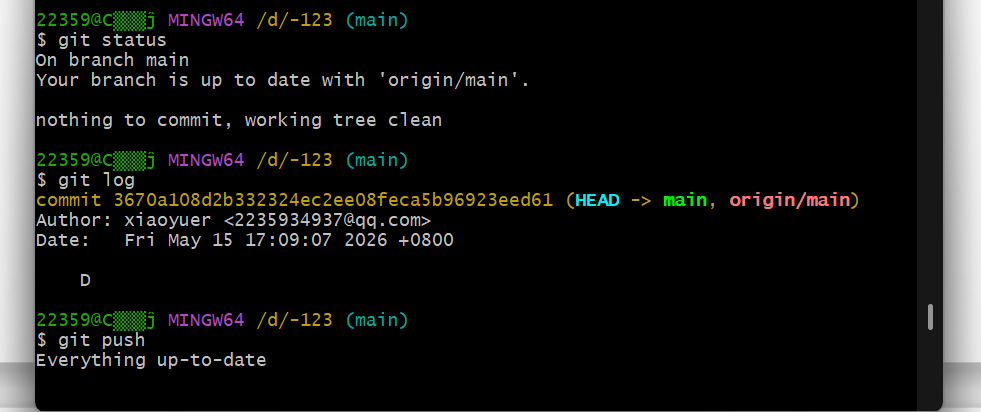 22359@C▒▒▒ĵ MINGW64 /d/-123 (main)
$ git status
On branch main
Your branch is up to date with 'origin/main'.
nothing to commit, working tree clean
22359@C▒▒▒ĵ MINGW64 /d/-123 (main)
$ git log
commit 3670a108d2b332324ec2ee08feca5b96923eed61 (HEAD -> main, origin/main)
Author: xiaoyuer <2235934937@qq.com>
Date:   Fri May 15 17:09:07 2026 +0800
    D
22359@C▒▒▒ĵ MINGW64 /d/-123 (main)
$ git push
Everything up-to-date